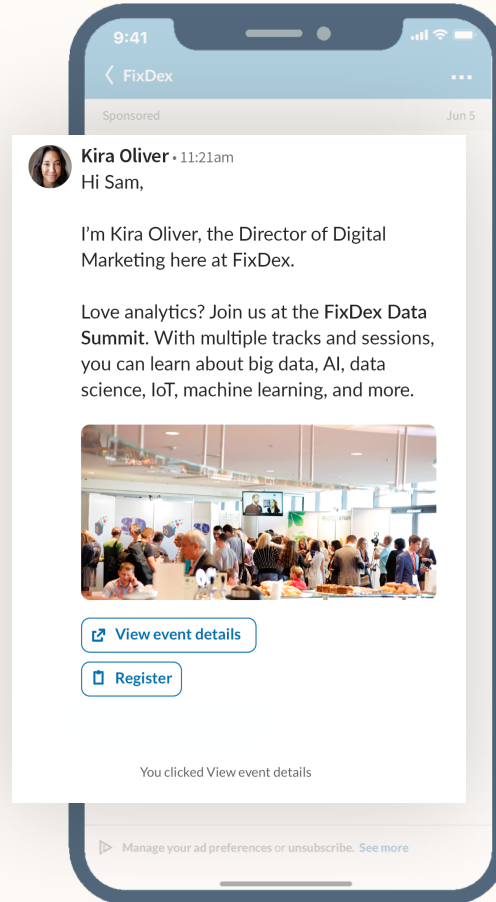 9:41
FixDex
Sponsored Jun 5
Kira Oliver • 11:21am
Hi Sam,
I’m Kira Oliver, the Director of Digital
Marketing here at FixDex.
Love analytics? Join us at the FixDex Data
Summit. With multiple tracks and sessions,
you can learn about big data, AI, data
science, IoT, machine learning, and more.
View event details
Register
You clicked View event details
Manage your ad preferences or unsubscribe. See more